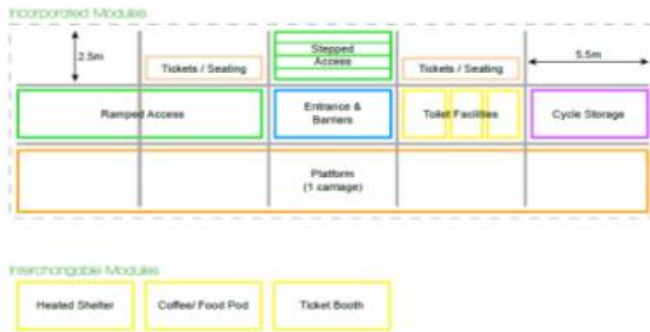 Incorporated Modules
2.5m
Tickets / Seating
Stepped
Access
Tickets / Seating
5.5m
Ramped Access
Entrance &
Barriers
Toilet Facilities
Cycle Storage
Platform
(1 carriage)
Interchangable Modules
Heated Shelter
Coffee/ Food Pod
Ticket Booth